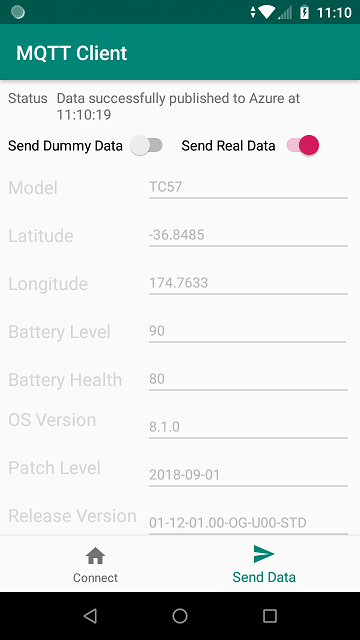 11:10
MQTT Client
Status Data successfully published to Azure at
11:10:19
Send Dummy Data Send Real Data
Model TC57
Latitude -36.8485
Longitude 174.7633
Battery Level 90
Battery Health 80
OS Version 8.1.0
Patch Level 2018-09-01
Release Version 01-12-01.00-OG-U00-STD
Connect Send Data